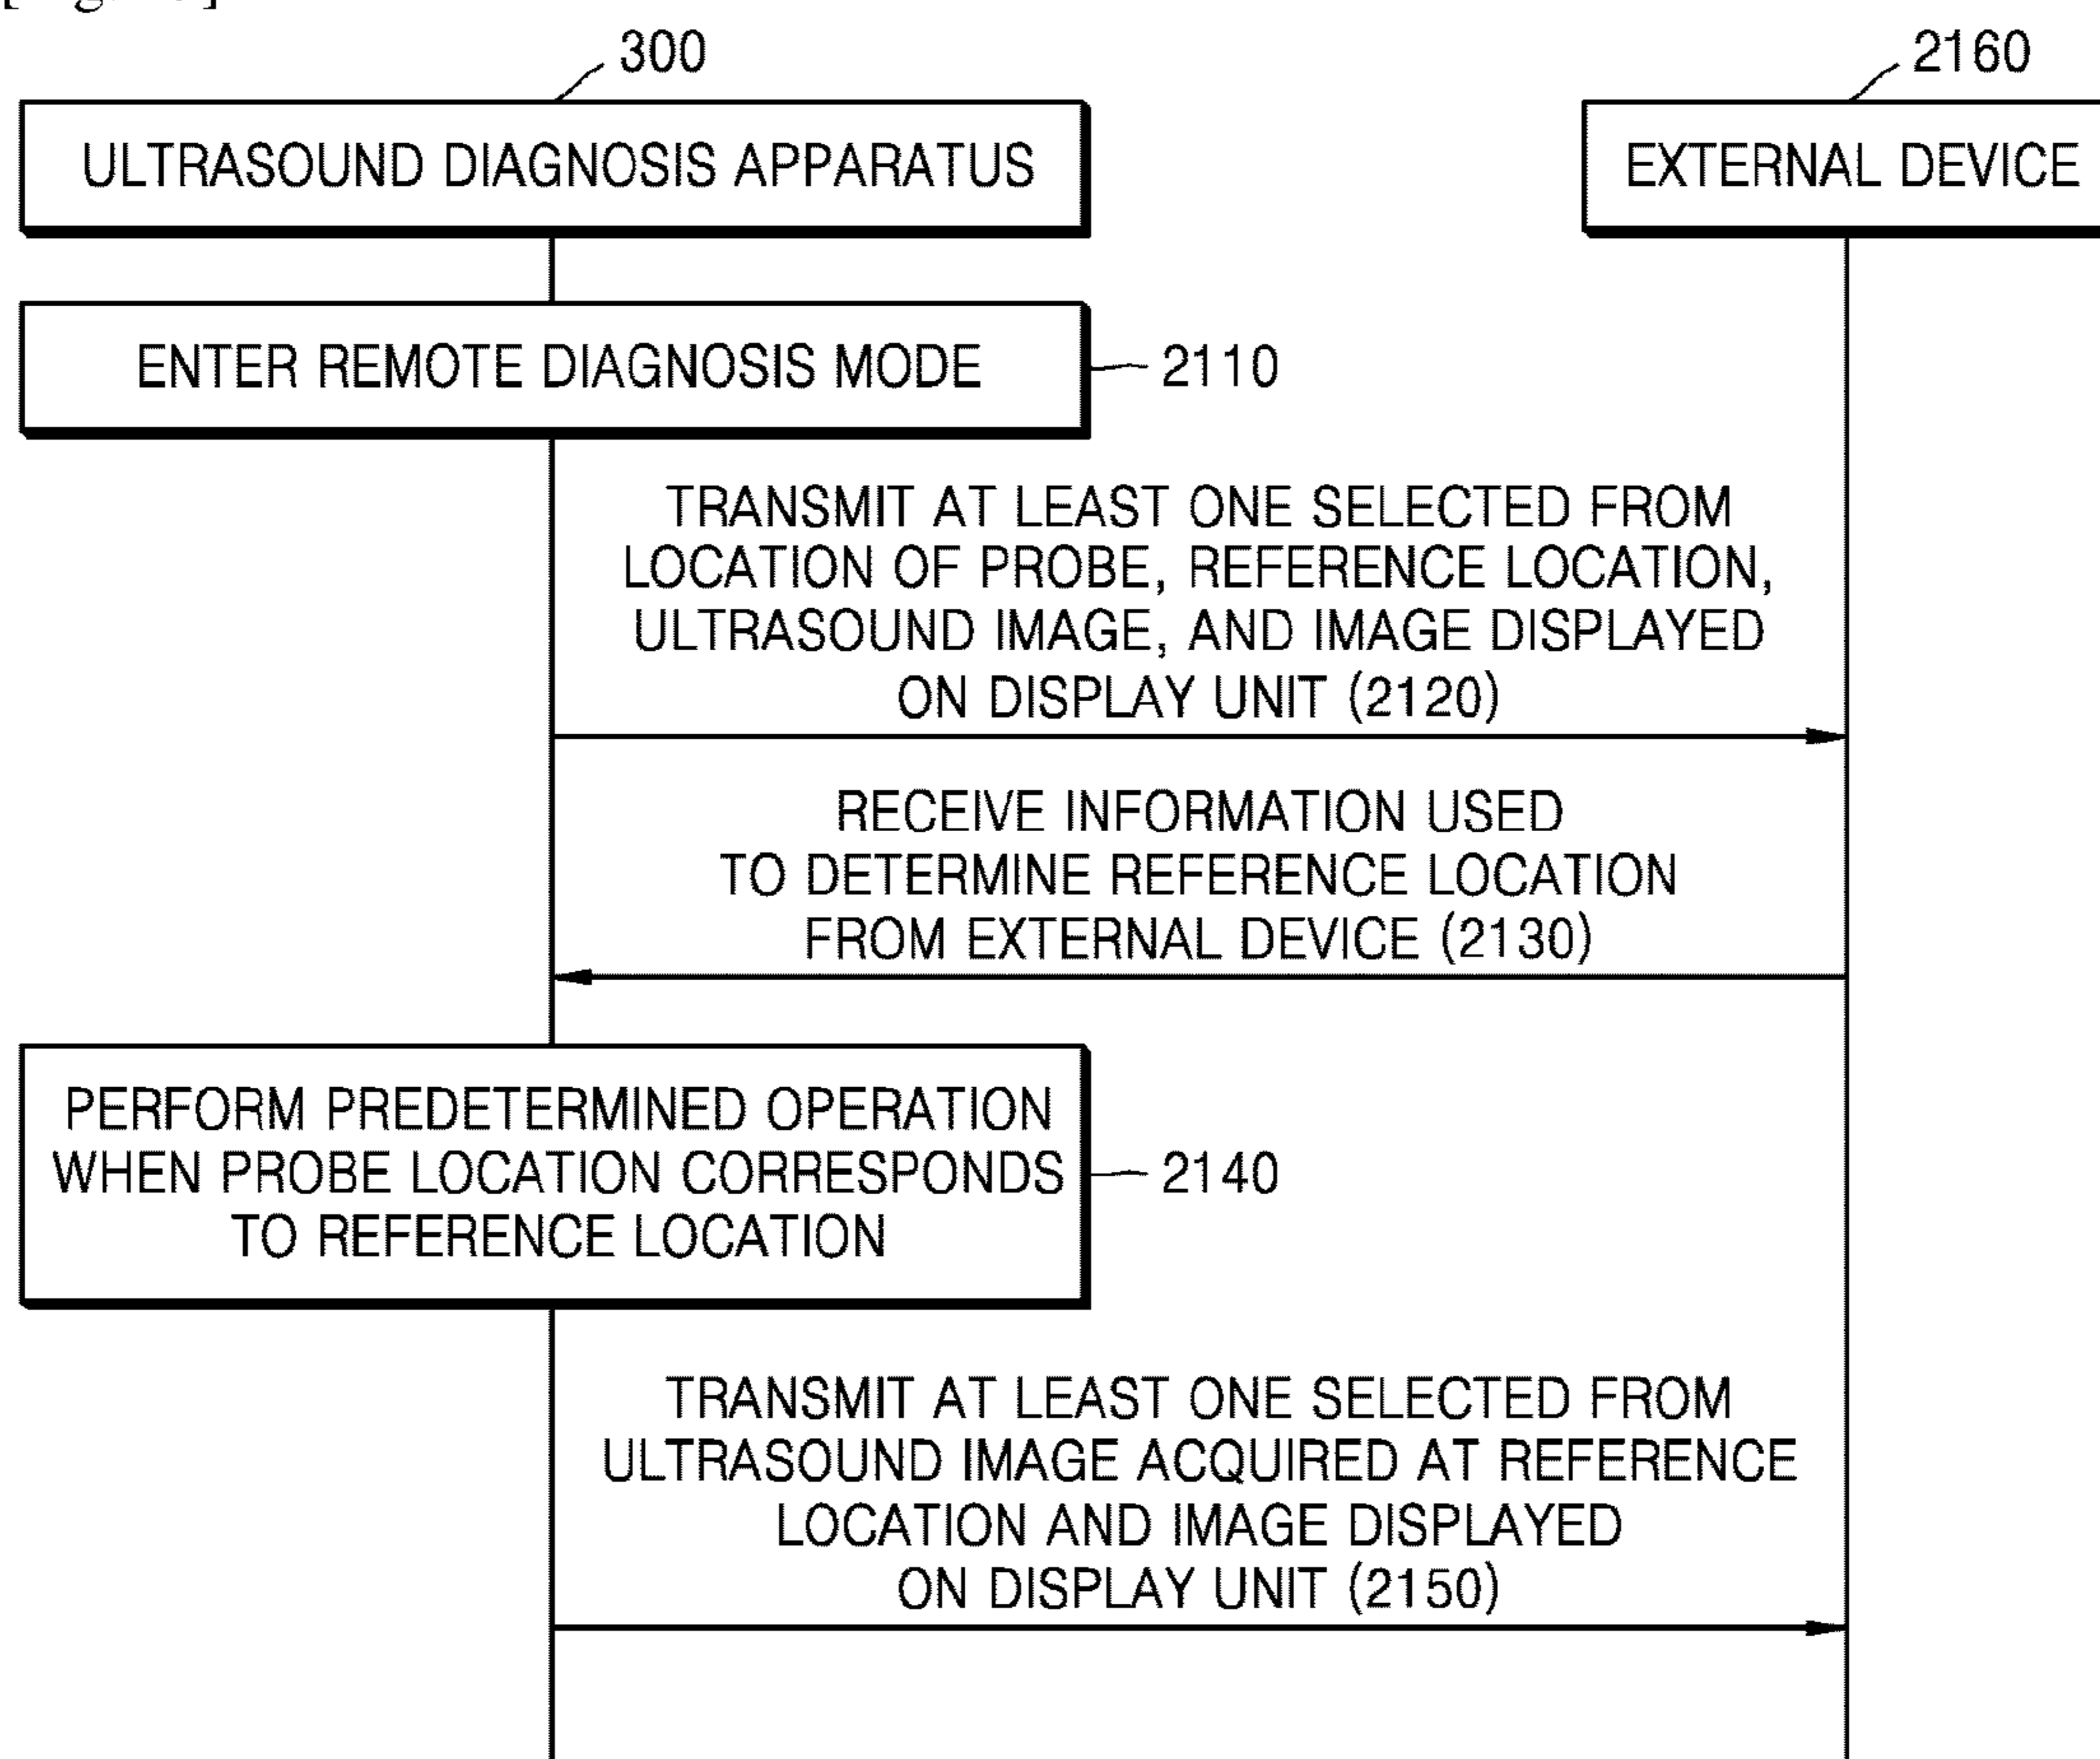 300
2160
ULTRASOUND DIAGNOSIS APPARATUS
EXTERNAL DEVICE
ENTER REMOTE DIAGNOSIS MODE
2110
TRANSMIT AT LEAST ONE SELECTED FROM
LOCATION OF PROBE, REFERENCE LOCATION,
ULTRASOUND IMAGE, AND IMAGE DISPLAYED
ON DISPLAY UNIT (2120)
RECEIVE INFORMATION USED
TO DETERMINE REFERENCE LOCATION
FROM EXTERNAL DEVICE (2130)
PERFORM PREDETERMINED OPERATION
WHEN PROBE LOCATION CORRESPONDS
TO REFERENCE LOCATION
2140
TRANSMIT AT LEAST ONE SELECTED FROM
ULTRASOUND IMAGE ACQUIRED AT REFERENCE
LOCATION AND IMAGE DISPLAYED
ON DISPLAY UNIT (2150)